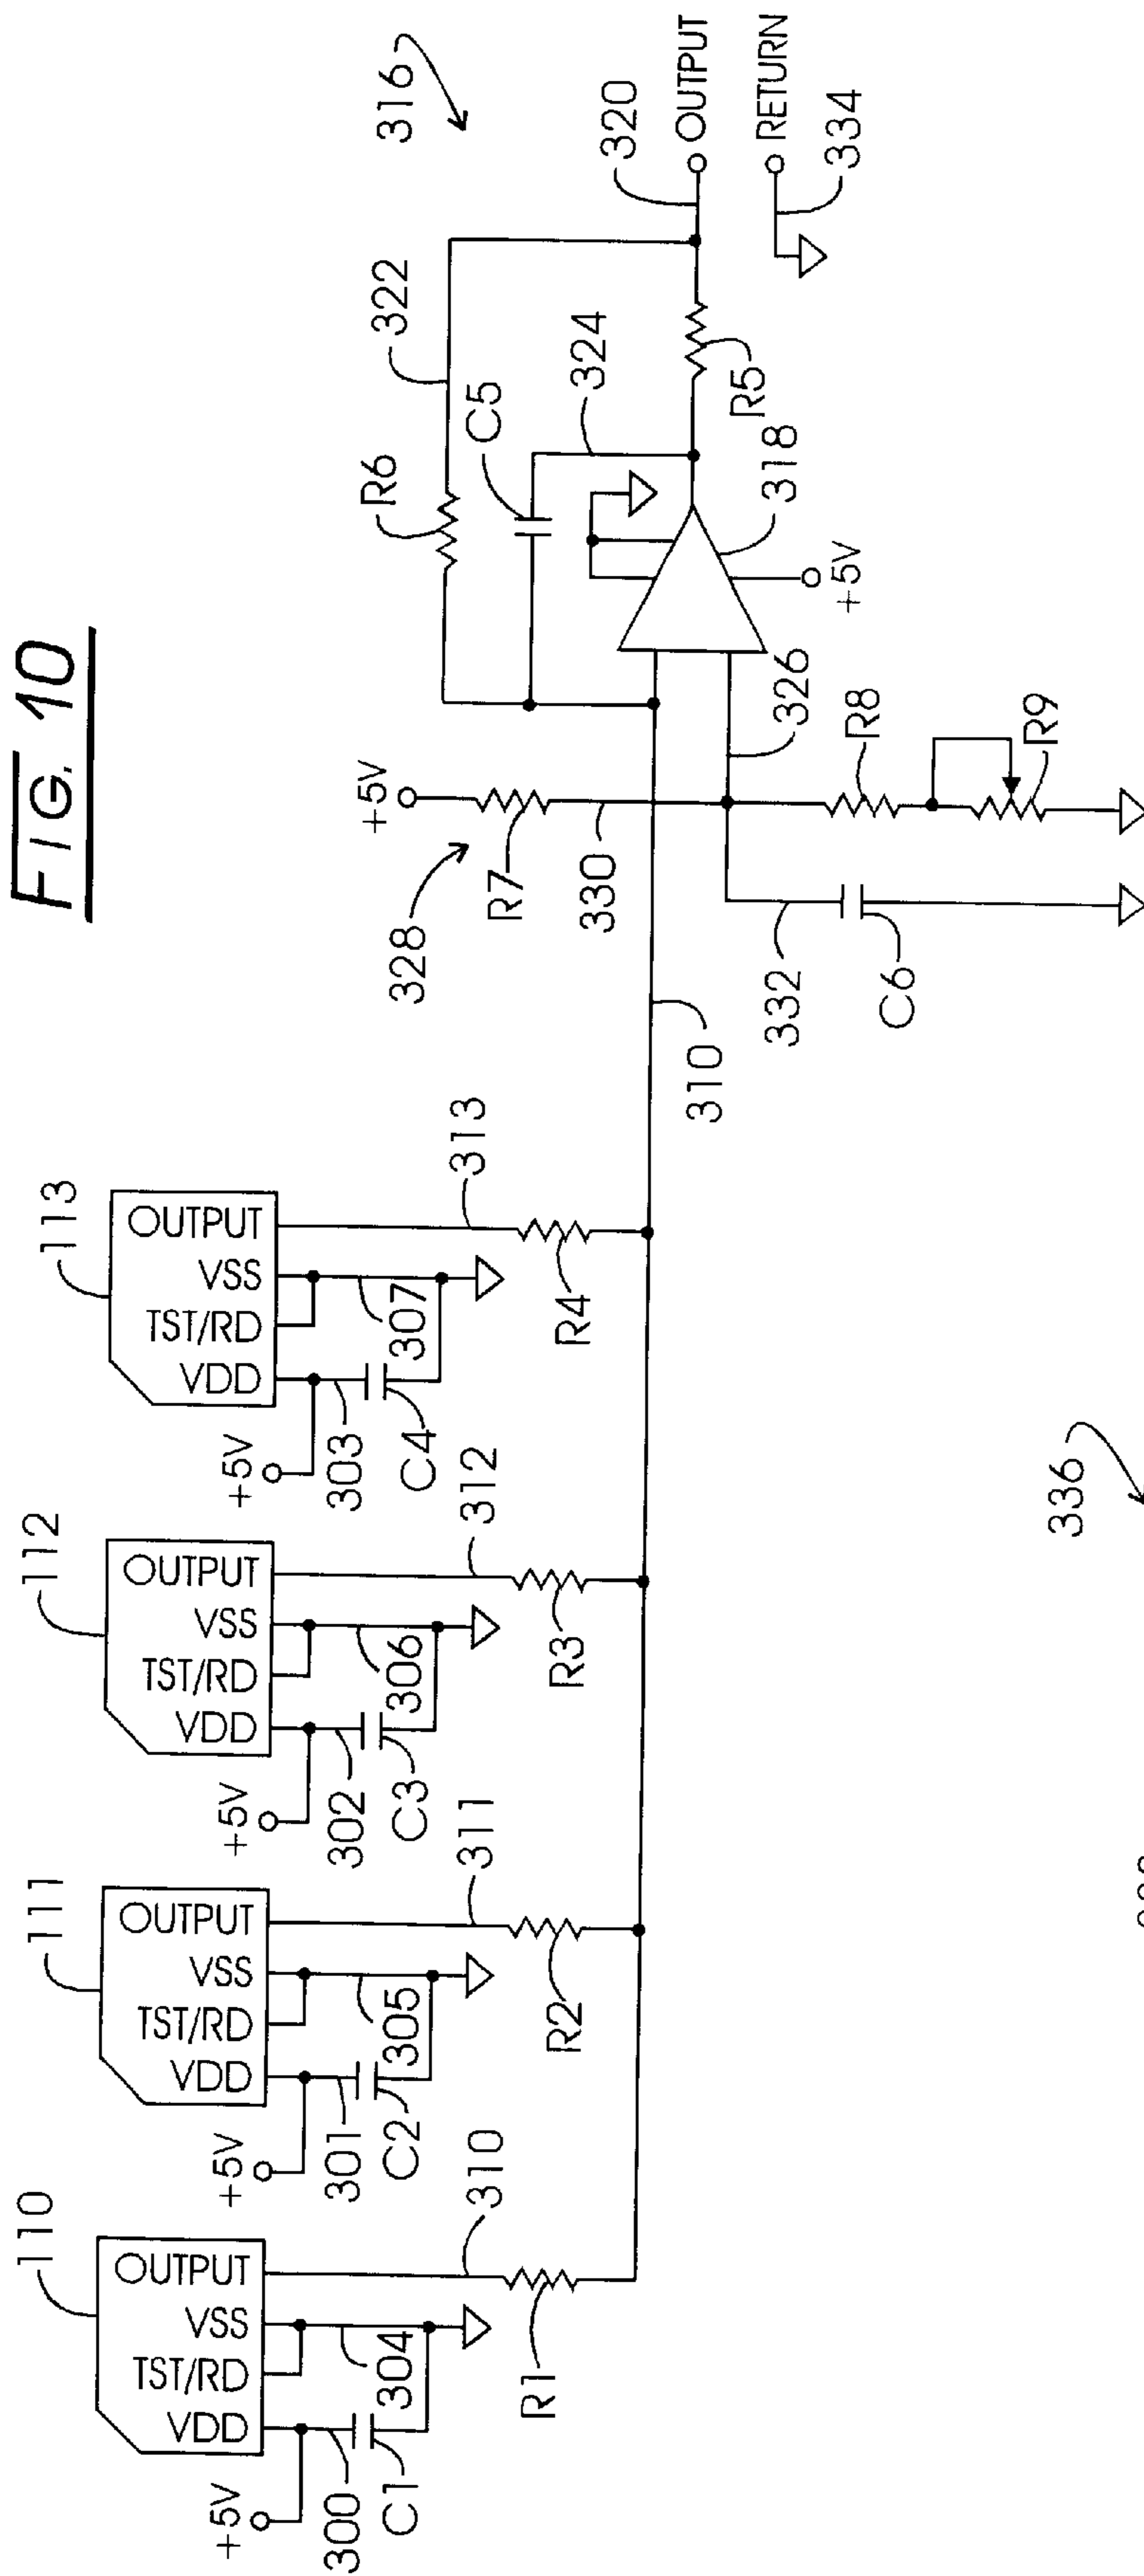 FIG. 10
110
111
112
113
OUTPUT
VSS
TST/RD
VDD
OUTPUT
VSS
TST/RD
VDD
OUTPUT
VSS
TST/RD
VDD
OUTPUT
VSS
TST/RD
VDD
+5V
+5V
+5V
+5V
300
C1
304
310
R1
301
C2
305
311
R2
302
C3
306
312
R3
303
C4
307
313
R4
310
328
+5V
R7
330
332
C6
326
R8
R9
R6
322
C5
324
318
+5V
R5
316
320
OUTPUT
RETURN
334
336